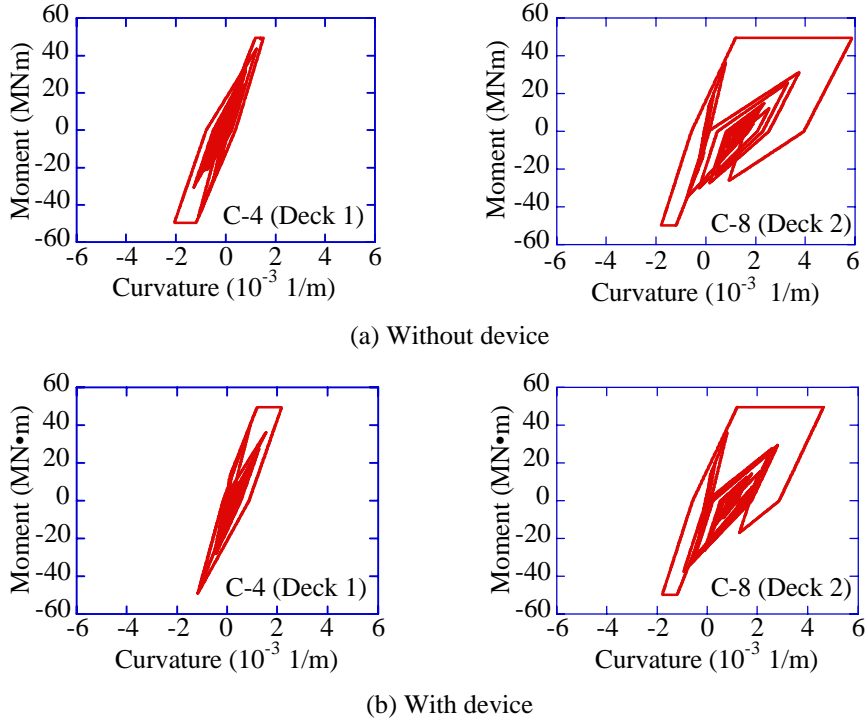 60
40
20
0
-20
-40
-60
Moment (MNm)
C-4 (Deck 1)
-6 -4 -2 0 2 4 6
Curvature (10⁻³ 1/m)
60
40
20
0
-20
-40
-60
Moment (MNm)
C-8 (Deck 2)
-6 -4 -2 0 2 4 6
Curvature (10⁻³ 1/m)
(a) Without device
60
40
20
0
-20
-40
-60
Moment (MN•m)
C-4 (Deck 1)
-6 -4 -2 0 2 4 6
Curvature (10⁻³ 1/m)
60
40
20
0
-20
-40
-60
Moment (MN•m)
C-8 (Deck 2)
-6 -4 -2 0 2 4 6
Curvature (10⁻³ 1/m)
(b) With device